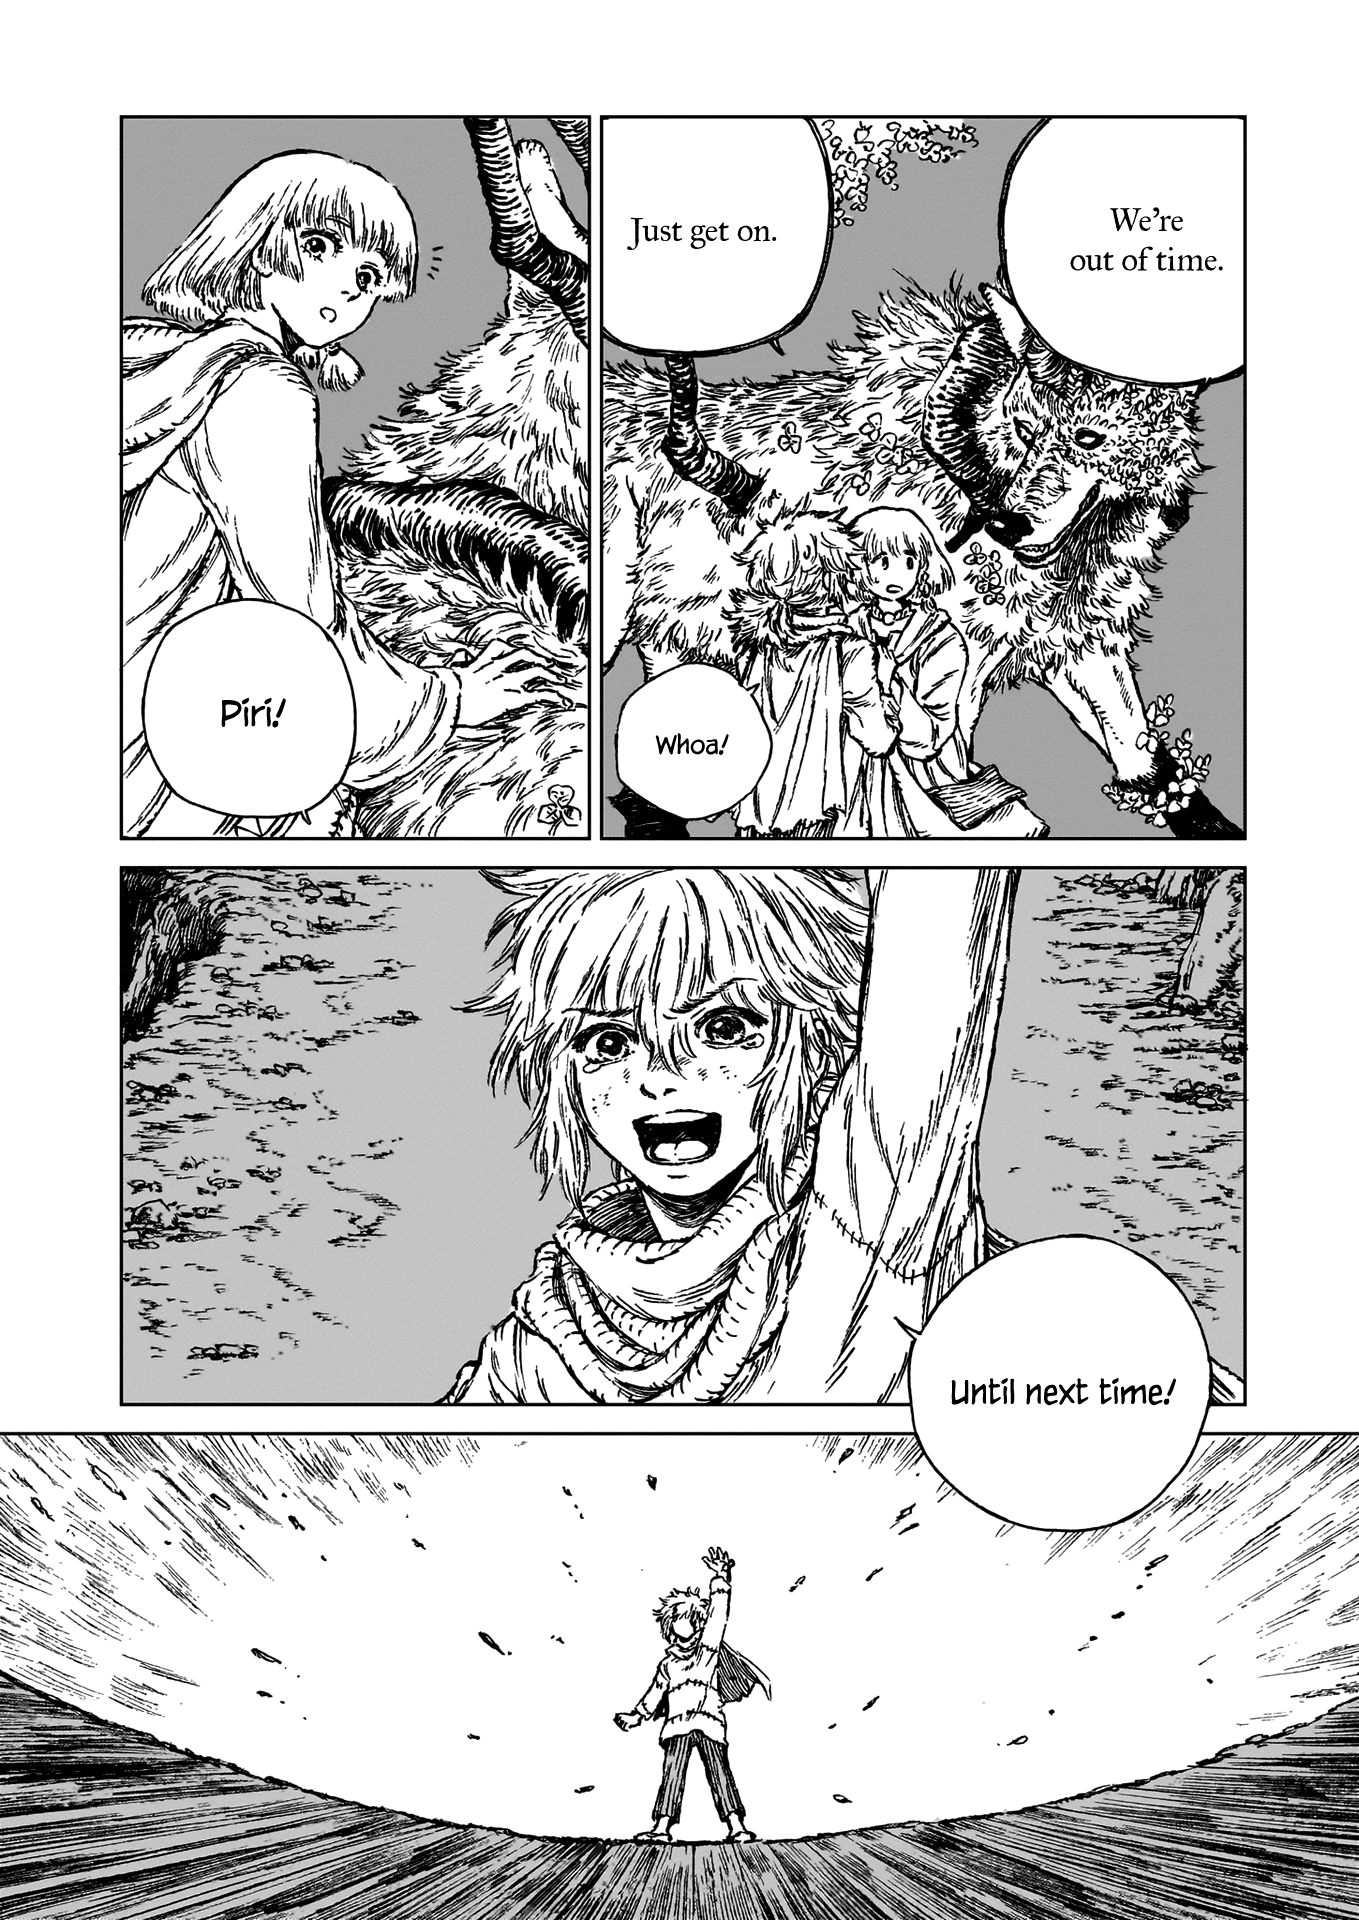 We're
out of time.
Just get on.
Whoa!
Piri!
Until next time!